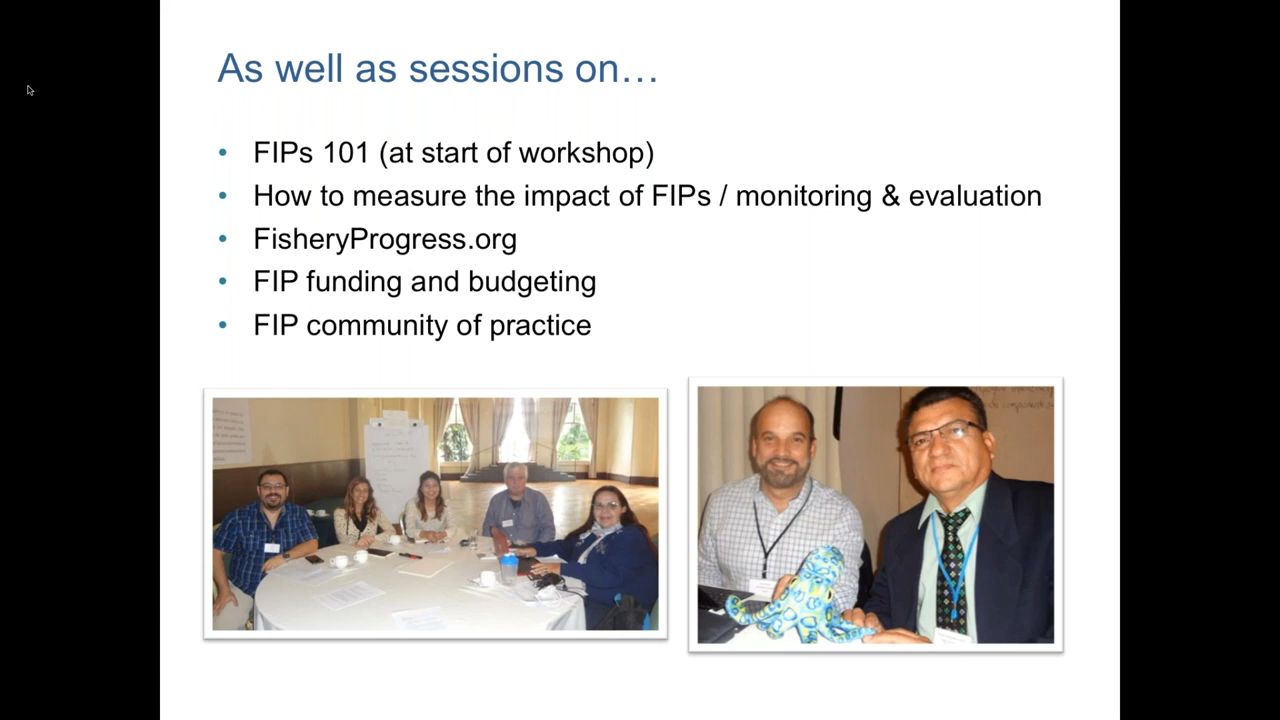 As well as sessions on…
• FIPs 101 (at start of workshop)
• How to measure the impact of FIPs / monitoring & evaluation
• FisheryProgress.org
• FIP funding and budgeting
• FIP community of practice